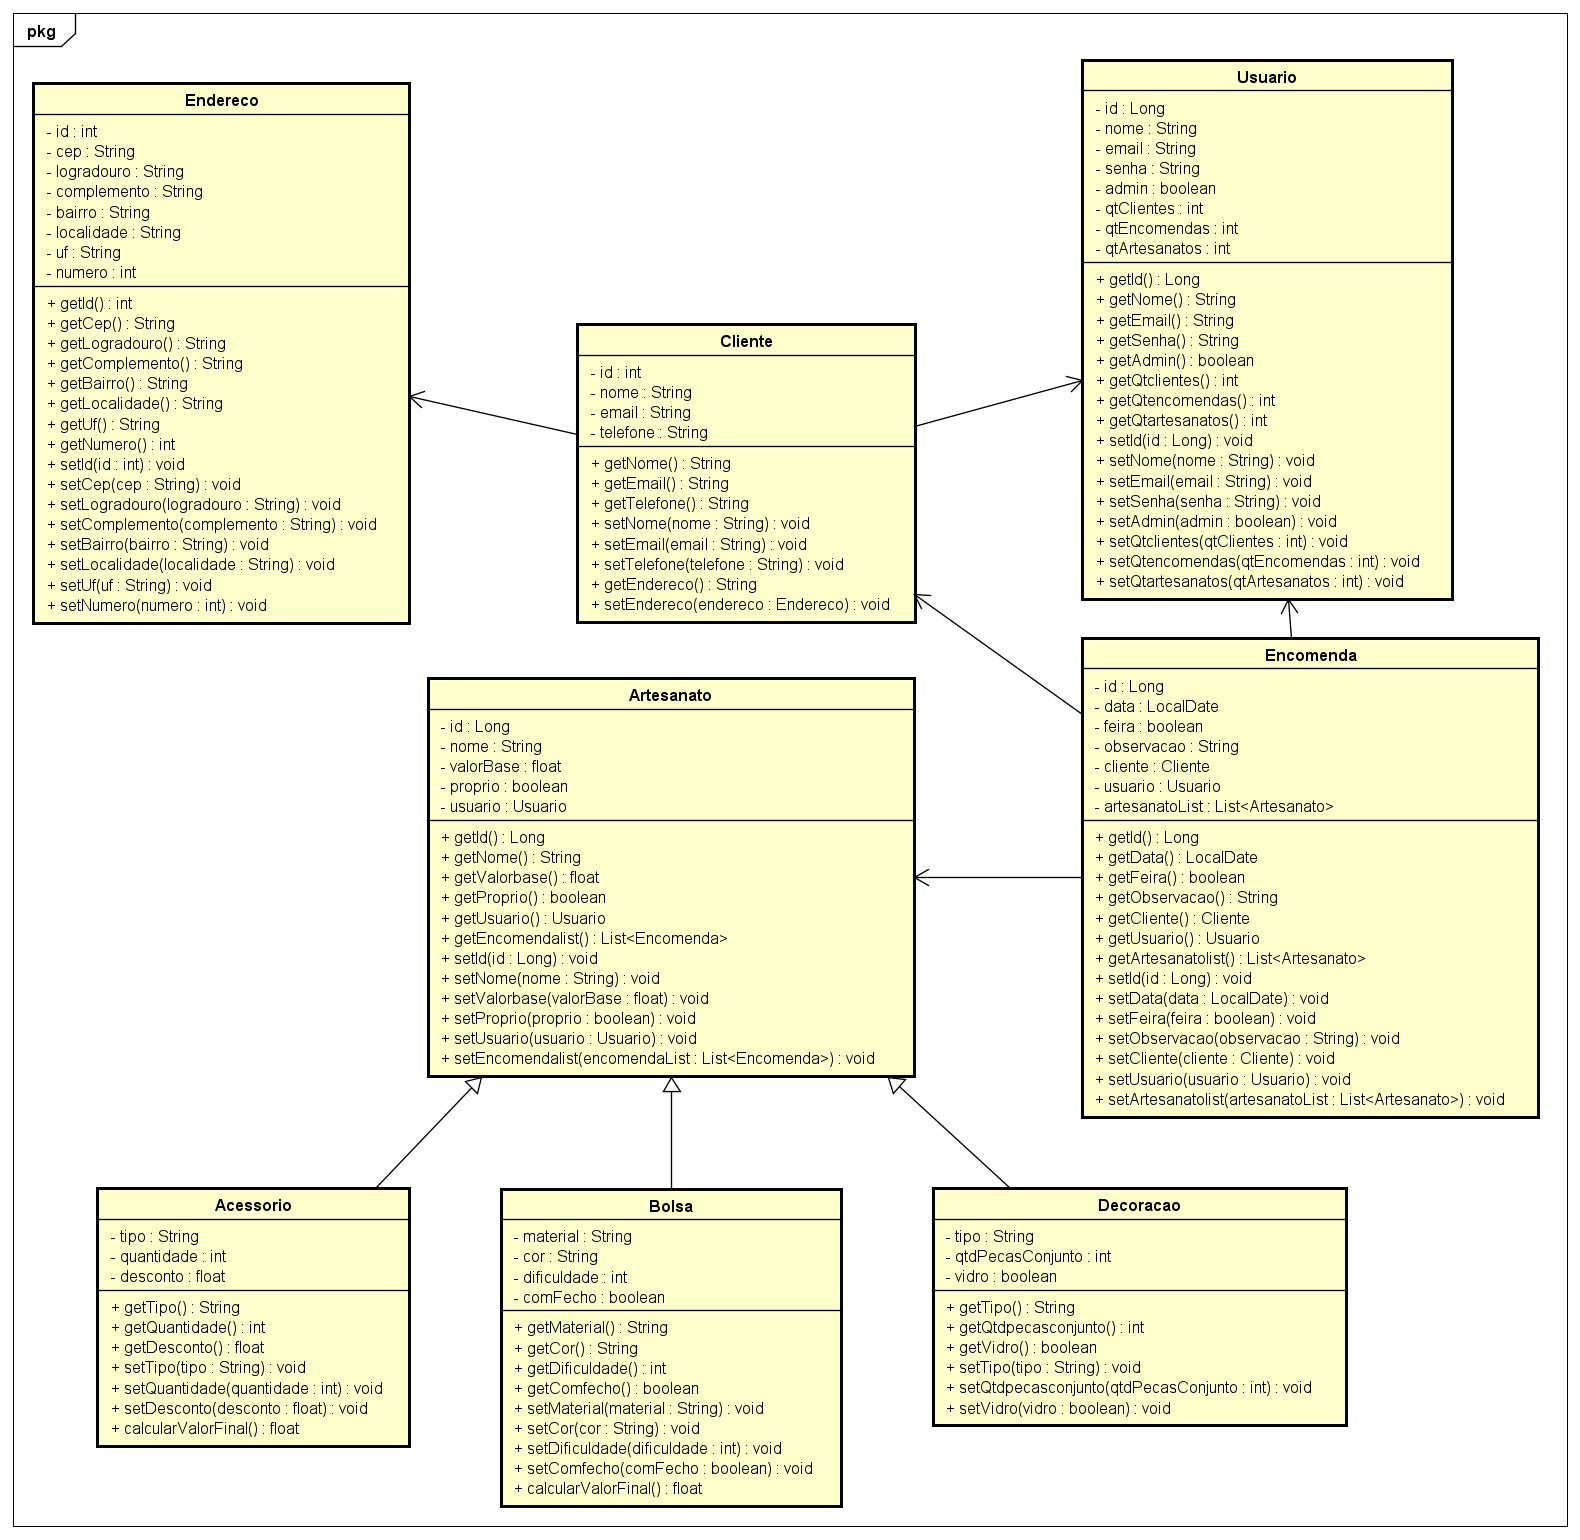 pkg
Endereco
- id : int
- cep : String
- logradouro : String
- complemento : String
- bairro : String
- localidade : String
- uf : String
- numero : int
+ getId() : int
+ getCep() : String
+ getLogradouro() : String
+ getComplemento() : String
+ getBairro() : String
+ getLocalidade() : String
+ getUf() : String
+ getNumero() : int
+ setId(id : int) : void
+ setCep(cep : String) : void
+ setLogradouro(logradouro : String) : void
+ setComplemento(complemento : String) : void
+ setBairro(bairro : String) : void
+ setLocalidade(localidade : String) : void
+ setUf(uf : String) : void
+ setNumero(numero : int) : void
Cliente
- id : int
- nome : String
- email : String
- telefone : String
+ getNome() : String
+ getEmail() : String
+ getTelefone() : String
+ setNome(nome : String) : void
+ setEmail(email : String) : void
+ setTelefone(telefone : String) : void
+ getEndereco() : String
+ setEndereco(endereco : Endereco) : void
Usuario
- id : Long
- nome : String
- email : String
- senha : String
- admin : boolean
- qtClientes : int
- qtEncomendas : int
- qtArtesanatos : int
+ getId() : Long
+ getNome() : String
+ getEmail() : String
+ getSenha() : String
+ getAdmin() : boolean
+ getQtclientes() : int
+ getQtencomendas() : int
+ getQtartesanatos() : int
+ setId(id : Long) : void
+ setNome(nome : String) : void
+ setEmail(email : String) : void
+ setSenha(senha : String) : void
+ setAdmin(admin : boolean) : void
+ setQtclientes(qtClientes : int) : void
+ setQtencomendas(qtEncomendas : int) : void
+ setQtartesanatos(qtArtesanatos : int) : void
Artesanato
- id : Long
- nome : String
- valorBase : float
- proprio : boolean
- usuario : Usuario
+ getId() : Long
+ getNome() : String
+ getValorbase() : float
+ getProprio() : boolean
+ getUsuario() : Usuario
+ getEncomendalist() : List<Encomenda>
+ setId(id : Long) : void
+ setNome(nome : String) : void
+ setValorbase(valorBase : float) : void
+ setProprio(proprio : boolean) : void
+ setUsuario(usuario : Usuario) : void
+ setEncomendalist(encomendaList : List<Encomenda>) : void
Encomenda
- id : Long
- data : LocalDate
- feira : boolean
- observacao : String
- cliente : Cliente
- usuario : Usuario
- artesanatoList : List<Artesanato>
+ getId() : Long
+ getData() : LocalDate
+ getFeira() : boolean
+ getObservacao() : String
+ getCliente() : Cliente
+ getUsuario() : Usuario
+ getArtesanatolist() : List<Artesanato>
+ setId(id : Long) : void
+ setData(data : LocalDate) : void
+ setFeira(feira : boolean) : void
+ setObservacao(observacao : String) : void
+ setCliente(cliente : Cliente) : void
+ setUsuario(usuario : Usuario) : void
+ setArtesanatolist(artesanatoList : List<Artesanato>) : void
Acessorio
- tipo : String
- quantidade : int
- desconto : float
+ getTipo() : String
+ getQuantidade() : int
+ getDesconto() : float
+ setTipo(tipo : String) : void
+ setQuantidade(quantidade : int) : void
+ setDesconto(desconto : float) : void
+ calcularValorFinal() : float
Bolsa
- material : String
- cor : String
- dificuldade : int
- comFecho : boolean
+ getMaterial() : String
+ getCor() : String
+ getDificuldade() : int
+ getComfecho() : boolean
+ setMaterial(material : String) : void
+ setCor(cor : String) : void
+ setDificuldade(dificuldade : int) : void
+ setComfecho(comFecho : boolean) : void
+ calcularValorFinal() : float
Decoracao
- tipo : String
- qtdPecasConjunto : int
- vidro : boolean
+ getTipo() : String
+ getQtdpecasconjunto() : int
+ getVidro() : boolean
+ setTipo(tipo : String) : void
+ setQtdpecasconjunto(qtdPecasConjunto : int) : void
+ setVidro(vidro : boolean) : void